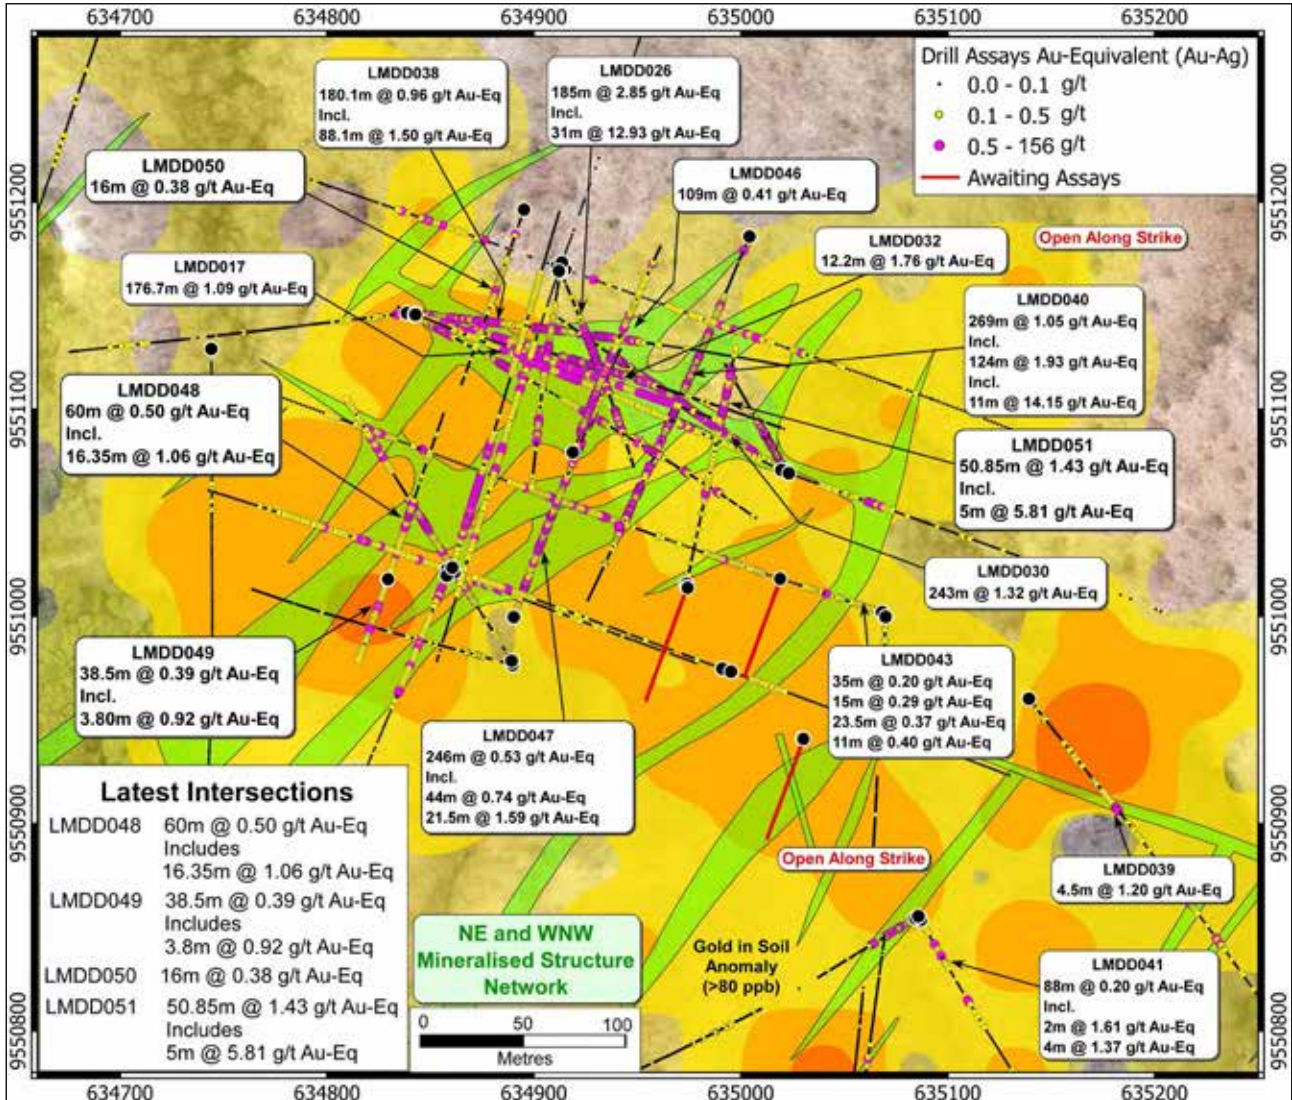 634700 634800 634900 635000 635100 635200
Drill Assays Au-Equivalent (Au-Ag)
0.0 - 0.1 g/t
0.1 - 0.5 g/t
0.5 - 156 g/t
Awaiting Assays
LMDD038
180.1m @ 0.96 g/t Au-Eq
Incl.
88.1m @ 1.50 g/t Au-Eq
LMDD026
185m @ 2.85 g/t Au-Eq
Incl.
31m @ 12.93 g/t Au-Eq
LMDD050
16m @ 0.38 g/t Au-Eq
LMDD046
109m @ 0.41 g/t Au-Eq
9551200
9551200
Open Along Strike
LMDD032
12.2m @ 1.76 g/t Au-Eq
LMDD017
176.7m @ 1.09 g/t Au-Eq
LMDD040
269m @ 1.05 g/t Au-Eq
Incl.
124m @ 1.93 g/t Au-Eq
Incl.
11m @ 14.15 g/t Au-Eq
LMDD048
60m @ 0.50 g/t Au-Eq
Incl.
16.35m @ 1.06 g/t Au-Eq
9551100
9551100
LMDD051
50.85m @ 1.43 g/t Au-Eq
Incl.
5m @ 5.81 g/t Au-Eq
LMDD030
243m @ 1.32 g/t Au-Eq
9551000
9551000
LMDD049
38.5m @ 0.39 g/t Au-Eq
Incl.
3.80m @ 0.92 g/t Au-Eq
LMDD043
35m @ 0.20 g/t Au-Eq
15m @ 0.29 g/t Au-Eq
23.5m @ 0.37 g/t Au-Eq
11m @ 0.40 g/t Au-Eq
LMDD047
246m @ 0.53 g/t Au-Eq
Incl.
44m @ 0.74 g/t Au-Eq
21.5m @ 1.59 g/t Au-Eq
9550900
9550900
Open Along Strike
LMDD039
4.5m @ 1.20 g/t Au-Eq
Latest Intersections
LMDD048 60m @ 0.50 g/t Au-Eq
Includes
16.35m @ 1.06 g/t Au-Eq
LMDD049 38.5m @ 0.39 g/t Au-Eq
Includes
3.8m @ 0.92 g/t Au-Eq
LMDD050 16m @ 0.38 g/t Au-Eq
LMDD051 50.85m @ 1.43 g/t Au-Eq
Includes
5m @ 5.81 g/t Au-Eq
NE and WNW
Mineralised Structure
Network
Gold in Soil
Anomaly
(>80 ppb)
LMDD041
88m @ 0.20 g/t Au-Eq
Incl.
2m @ 1.61 g/t Au-Eq
4m @ 1.37 g/t Au-Eq
0 50 100
Metres
9550800
9550800
634700 634800 634900 635000 635100 635200